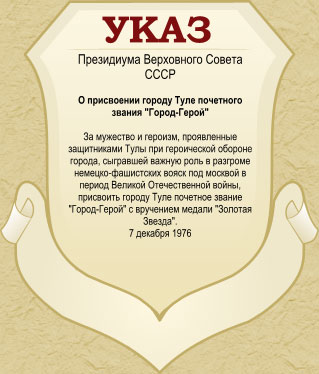 УКАЗ
Президиума Верховного Совета
СССР
О присвоении городу Туле почетного
звания "Город-Герой"
За мужество и героизм, проявленные
защитниками Тулы при героической обороне
города, сыгравшей важную роль в разгроме
немецко-фашистских вояск под москвой в
период Великой Отечественной войны,
присвоить городу Туле почетное звание
"Город-Герой" с вручением медали "Золотая
Звезда".
7 декабря 1976